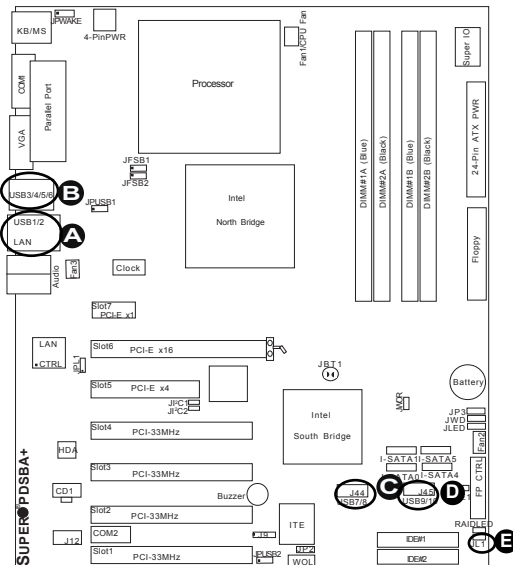 KB/MS
JPWAKE
4-PinPWR
Fan1/CPU Fan
Super IO
COM1
Parallel Port
Processor
VGA
DIMM#1A (Blue)
DIMM#2A (Black)
DIMM#1B (Blue)
DIMM#2B (Black)
24-Pin ATX PWR
JFSB1
JFSB2
USB3/4/5/6
B
JPUSB1
Intel
North Bridge
USB1/2
LAN
A
Floppy
Audio
Fan3
Clock
Slot7
PCI-E x1
LAN
CTRL
JPL1
Slot6
PCI-E x16
JBT1
Battery
Slot5
PCI-E x4
JI²C1
JI²C2
JWOR
JP3
JWD
JLED
Fan2
Slot4
PCI-33MHz
Intel
South Bridge
HDA
I-SATA1
I-SATA5
I-SATA0
I-SATA4
Slot3
PCI-33MHz
CD1
Buzzer
J44
USB7/8
C
J45
USB9/10
D
FP CTRL
Slot2
PCI-33MHz
ITE
RAIDLED
SUPER PDSBA+
J12
COM2
J9
JP2
IDE#1
JL1
E
Slot1
PCI-33MHz
JPUSB2
WOL
IDE#2